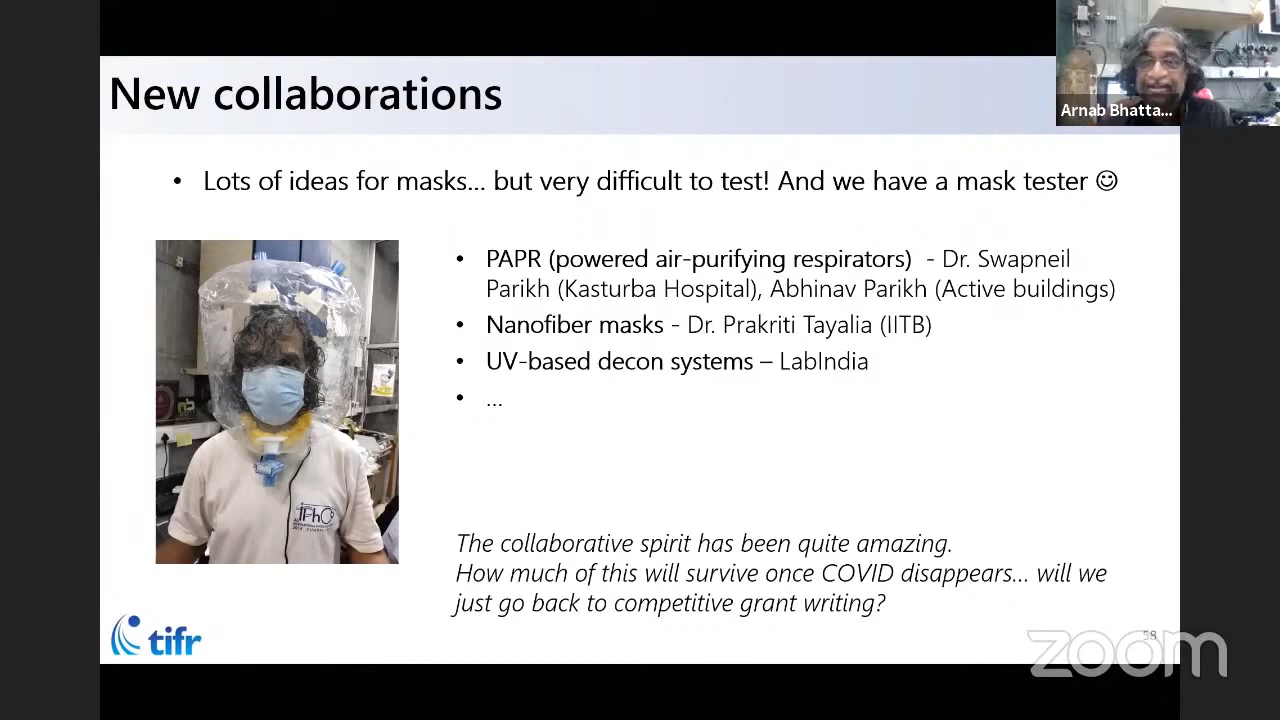 New collaborations
Arnab Bhatta...
• Lots of ideas for masks... but very difficult to test! And we have a mask tester ☺
• PAPR (powered air-purifying respirators) - Dr. Swapneil
Parikh (Kasturba Hospital), Abhinav Parikh (Active buildings)
• Nanofiber masks - Dr. Prakriti Tayalia (IITB)
• UV-based decon systems – LabIndia
• ...
IPhO
The collaborative spirit has been quite amazing.
How much of this will survive once COVID disappears... will we
just go back to competitive grant writing?
tifr
58
zoom